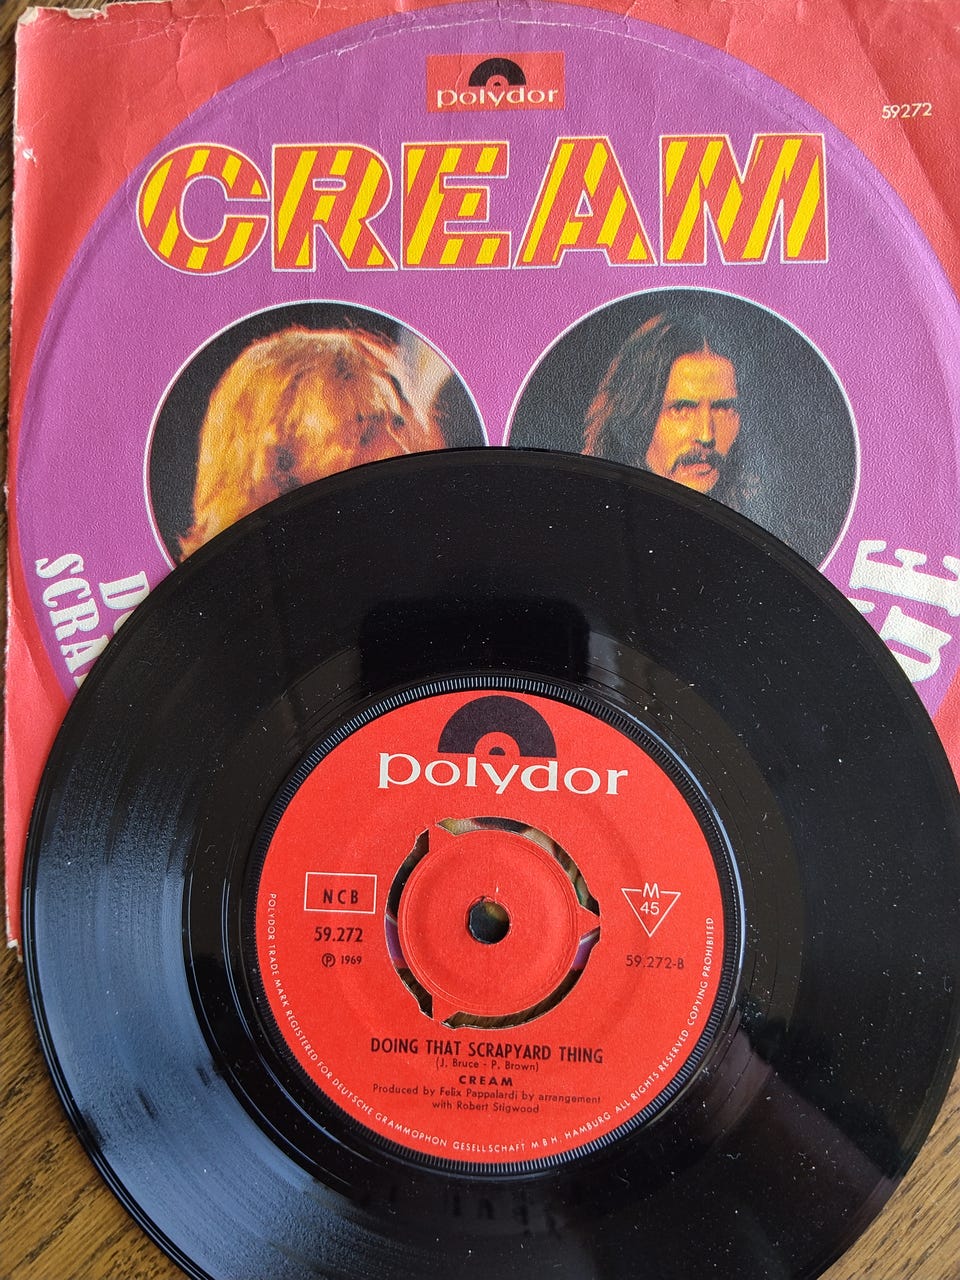 polydor
59272
CREAM
D
SCRA
GE
polydor
NCB
59.272
℗ 1969
M
45
59.272-B
DOING THAT SCRAPYARD THING
(J. Bruce - P. Brown)
CREAM
Produced by Felix Pappalardi by arrangement
with Robert Stigwood
POLYDOR TRADE MARK REGISTERED FOR DEUTSCHE GRAMMOPHON GESELLSCHAFT M B H, HAMBURG ALL RIGHTS RESERVED COPYING PROHIBITED